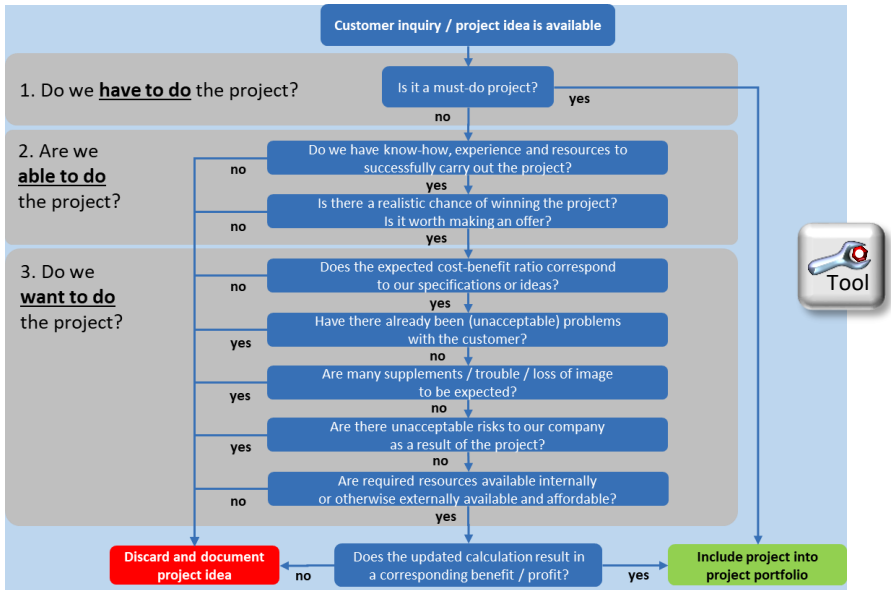 Customer inquiry / project idea is available
1. Do we have to do the project?
Is it a must-do project?
yes
no
2. Are we
able to do
the project?
Do we have know-how, experience and resources to
successfully carry out the project?
no
yes
Is there a realistic chance of winning the project?
Is it worth making an offer?
no
yes
3. Do we
want to do
the project?
Does the expected cost-benefit ratio correspond
to our specifications or ideas?
no
yes
Have there already been (unacceptable) problems
with the customer?
yes
no
Are many supplements / trouble / loss of image
to be expected?
yes
no
Are there unacceptable risks to our company
as a result of the project?
yes
no
Are required resources available internally
or otherwise externally available and affordable?
no
yes
Tool
Discard and document
project idea
no
Does the updated calculation result in
a corresponding benefit / profit?
yes
Include project into
project portfolio